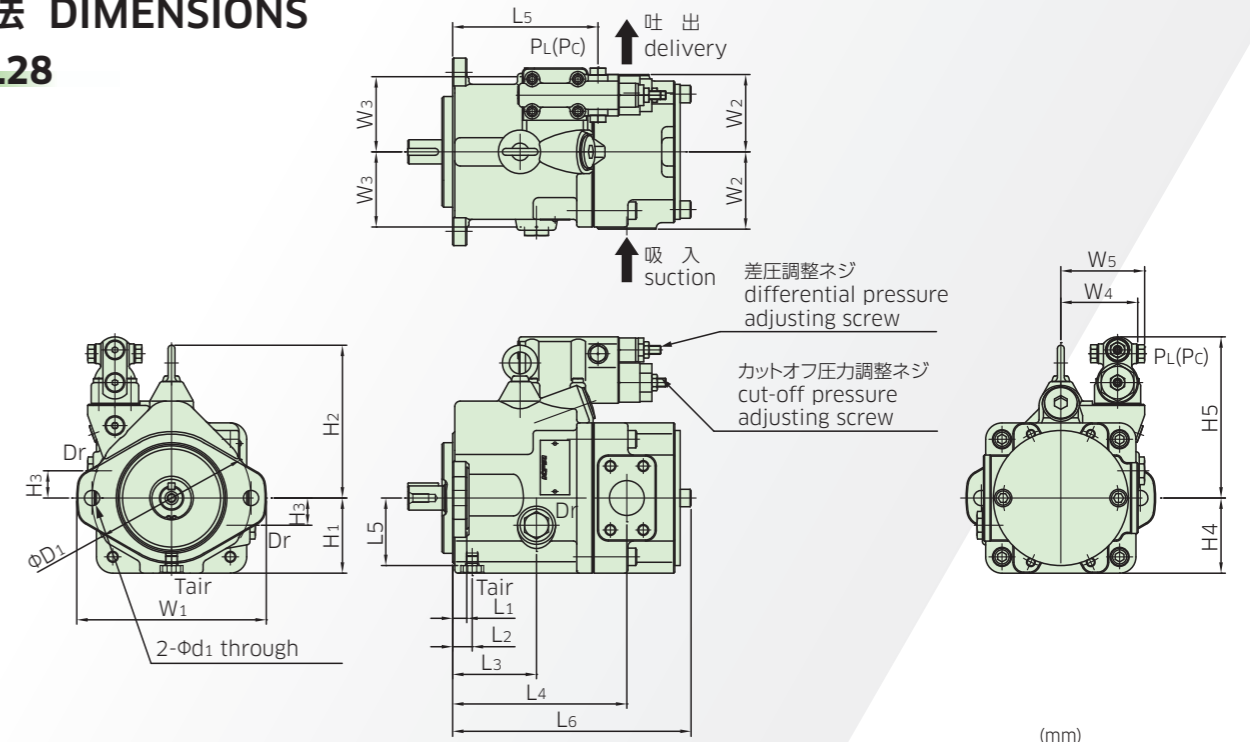 法 DIMENSIONS
.28
L5
吐 出
delivery
PL(PC)
W3
W2
W3
W2
吸 入
suction
差圧調整ネジ
differential pressure
adjusting screw
カットオフ圧力調整ネジ
cut-off pressure
adjusting screw
W5
W4
PL(PC)
H5
H4
H2
Dr
H3
H3
H1
Dr
ΦD1
Tair
W1
2-Φd1 through
L5
Dr
Tair
L1
L2
L3
L4
L6
(mm)